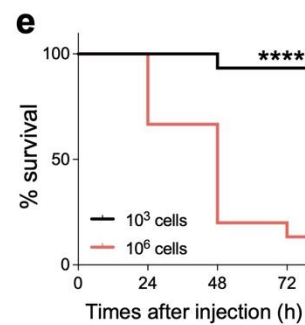 e
100
****
% survival
50
10³ cells
10⁶ cells
0
0 24 48 72
Times after injection (h)